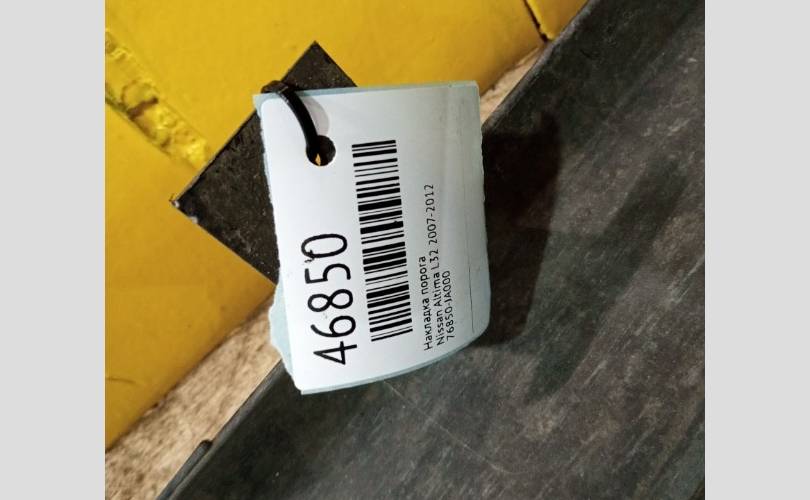 46850
Накладка порога
Nissan Altima L32 2007-2012
76850-JA000